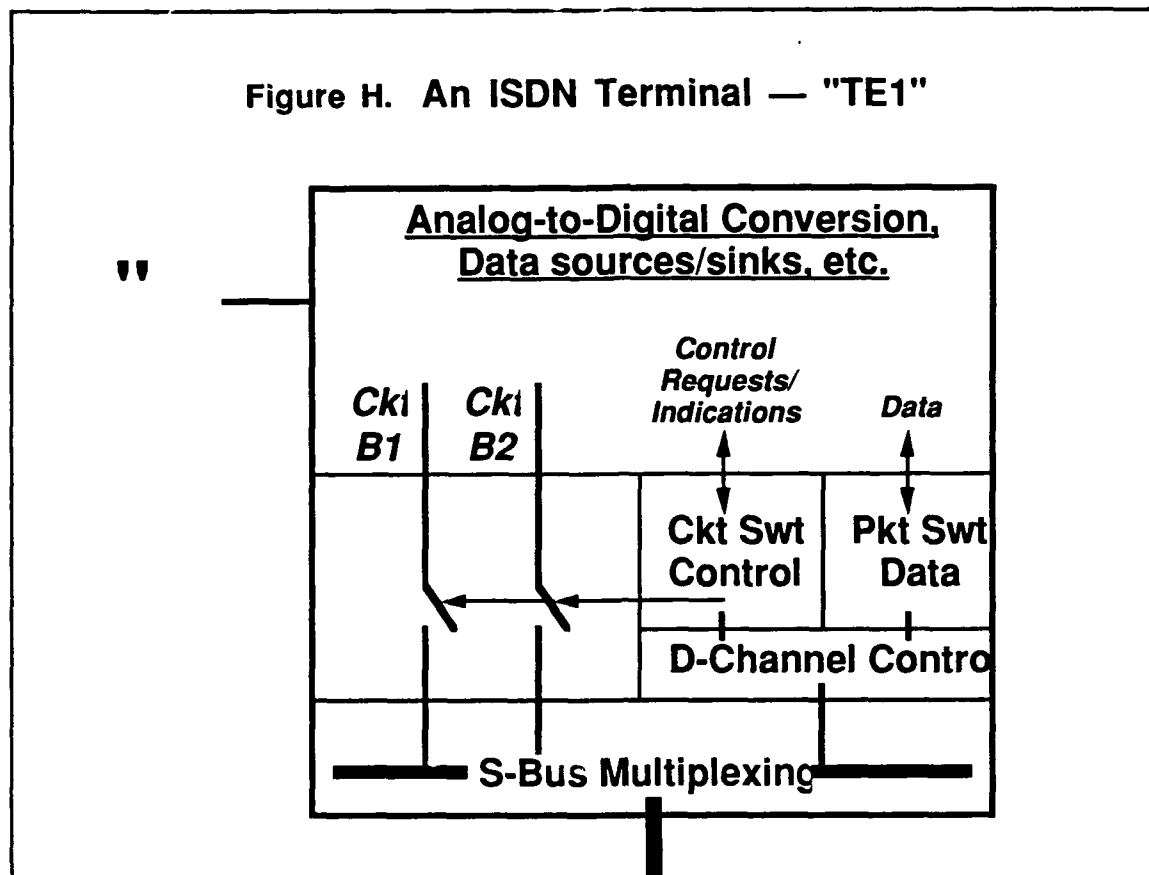 Figure H. An ISDN Terminal — "TE1"
Analog-to-Digital Conversion,
Data sources/sinks, etc.
"
Control
Requests/
Indications
Data
Ckt
B1
Ckt
B2
Ckt Swt
Control
Pkt Swt
Data
D-Channel Contro
S-Bus Multiplexing